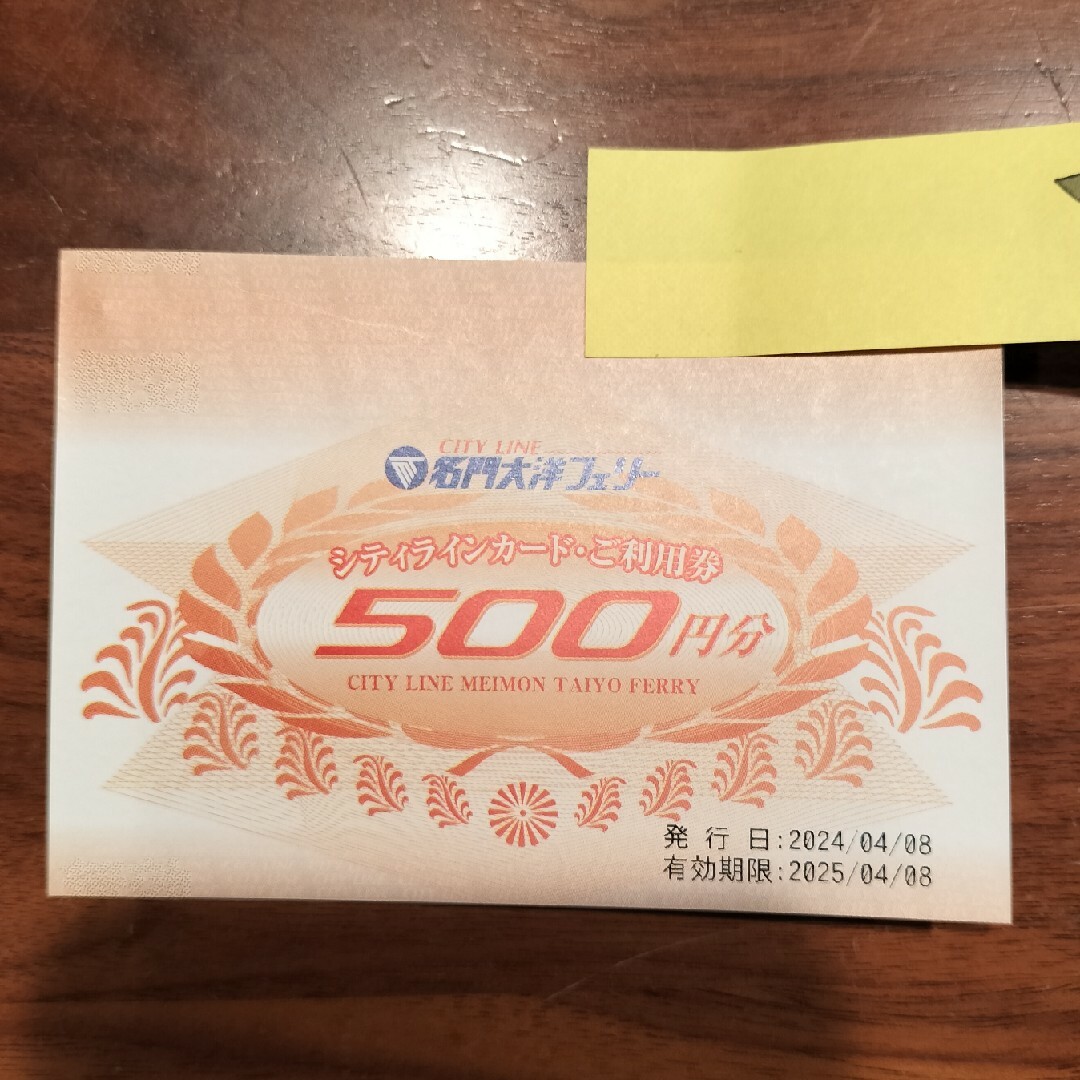 CITY LINE
名門大洋フェリー
シティラインカード・ご利用券
500円分
CITY LINE MEIMON TAIYO FERRY
発行日:2024/04/08
有効期限:2025/04/08